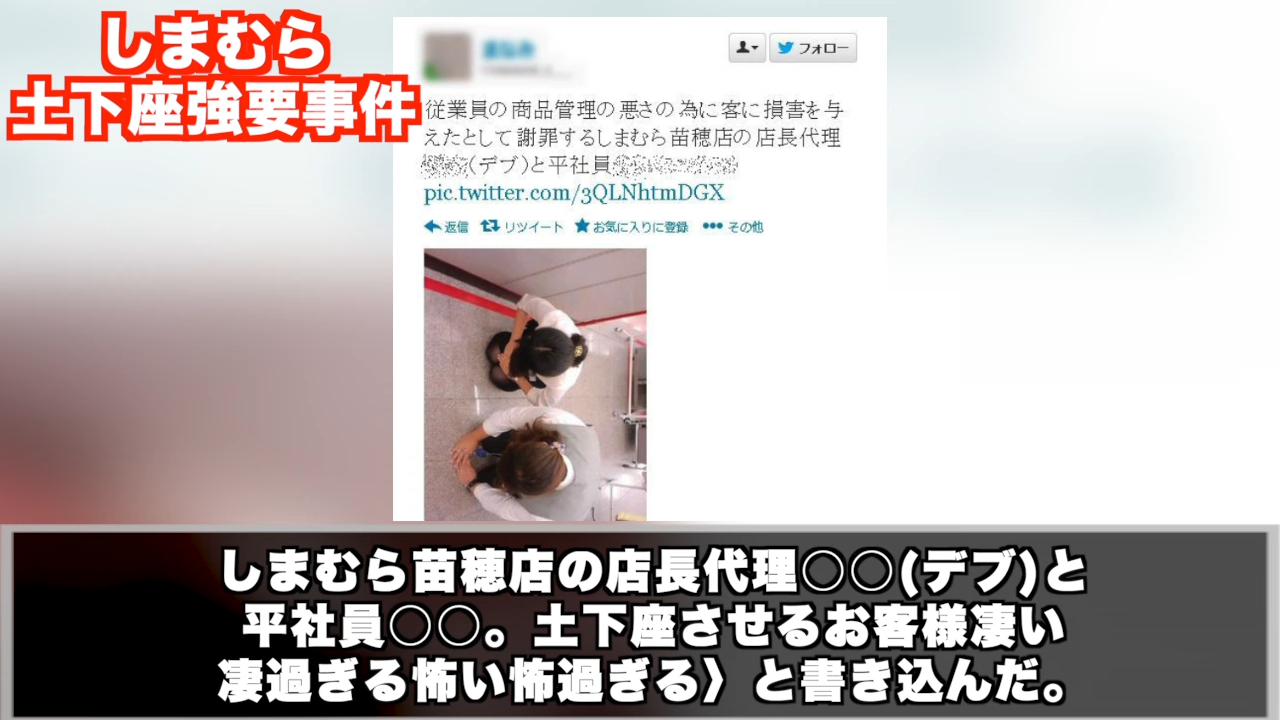 しまむら
土下座強要事件
フォロー
従業員の商品管理の悪さの為に客に損害を与
えたとして謝罪するしまむら苗穂店の店長代理
(デブ)と平社員
pic.twitter.com/3QLNhtmDGX
返信 リツイート お気に入りに登録 その他
しまむら苗穂店の店長代理○○(デブ)と
平社員○○。土下座させるお客様凄い
凄過ぎる怖い怖過ぎる〉と書き込んだ。